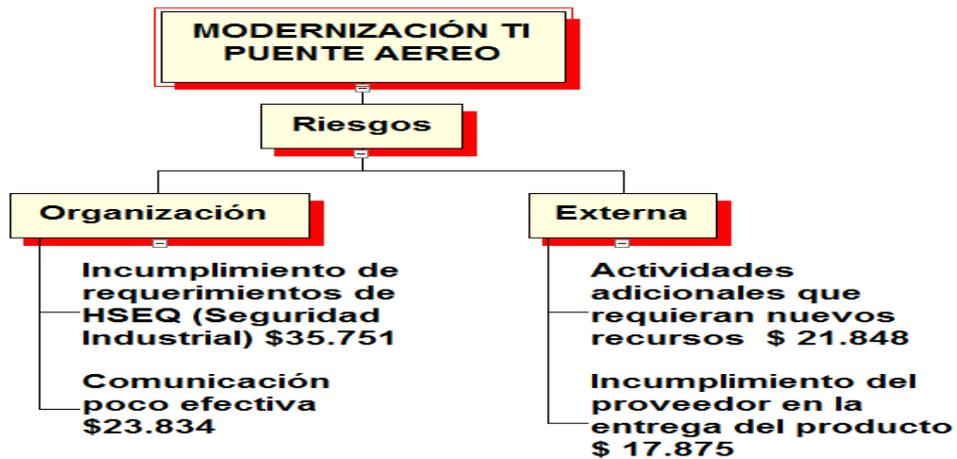 MODERNIZACIÓN TI
PUENTE AEREO
Riesgos
Organización
Incumplimiento de
requerimientos de
HSEQ (Seguridad
Industrial) $35.751
Comunicación
poco efectiva
$23.834
Externa
Actividades
adicionales que
requieran nuevos
recursos $ 21.848
Incumplimiento del
proveedor en la
entrega del producto
$ 17.875